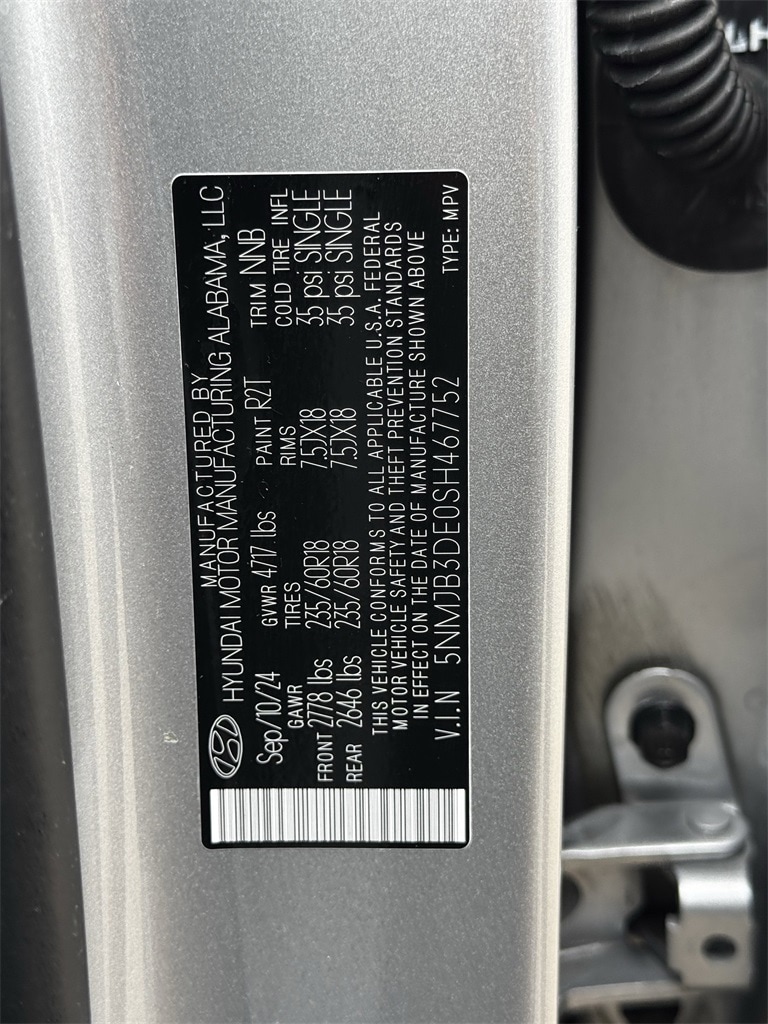 MANUFACTURED BY
HYUNDAI MOTOR MANUFACTURING ALABAMA, LLC
Sep/10/24 GVWR 4717 lbs PAINT R2T TRIM NNB
GAWR TIRES RIMS COLD TIRE INFL
FRONT 2778 lbs 235/60R18 7.5JX18 35 psi SINGLE
REAR 2646 lbs 235/60R18 7.5JX18 35 psi SINGLE
THIS VEHICLE CONFORMS TO ALL APPLICABLE U.S.A. FEDERAL
MOTOR VEHICLE SAFETY AND THEFT PREVENTION STANDARDS
IN EFFECT ON THE DATE OF MANUFACTURE SHOWN ABOVE
V.I.N 5NMJB3DE0SH467752 TYPE: MPV